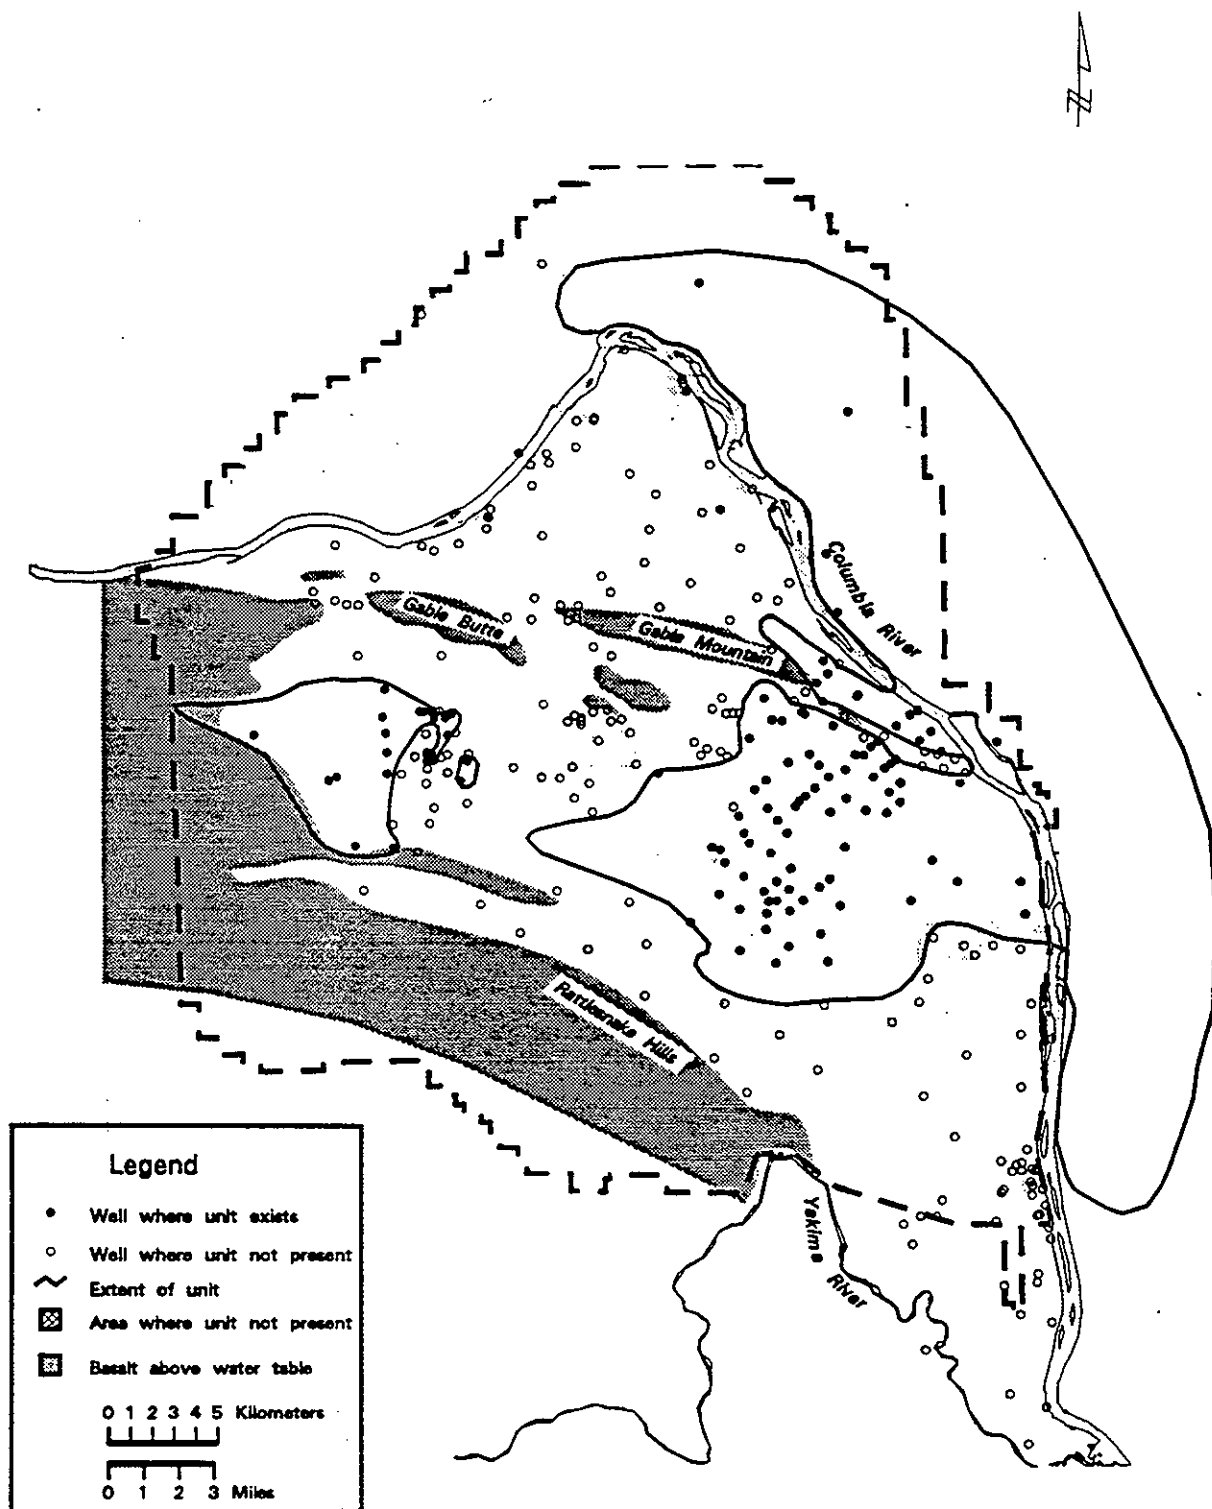 N
Columbia River
Gable Butte
Gable Mountain
Rattlesnake Hills
Yakima River
Legend
Well where unit exists
Well where unit not present
Extent of unit
Area where unit not present
Basalt above water table
0 1 2 3 4 5 Kilometers
0 1 2 3 Miles